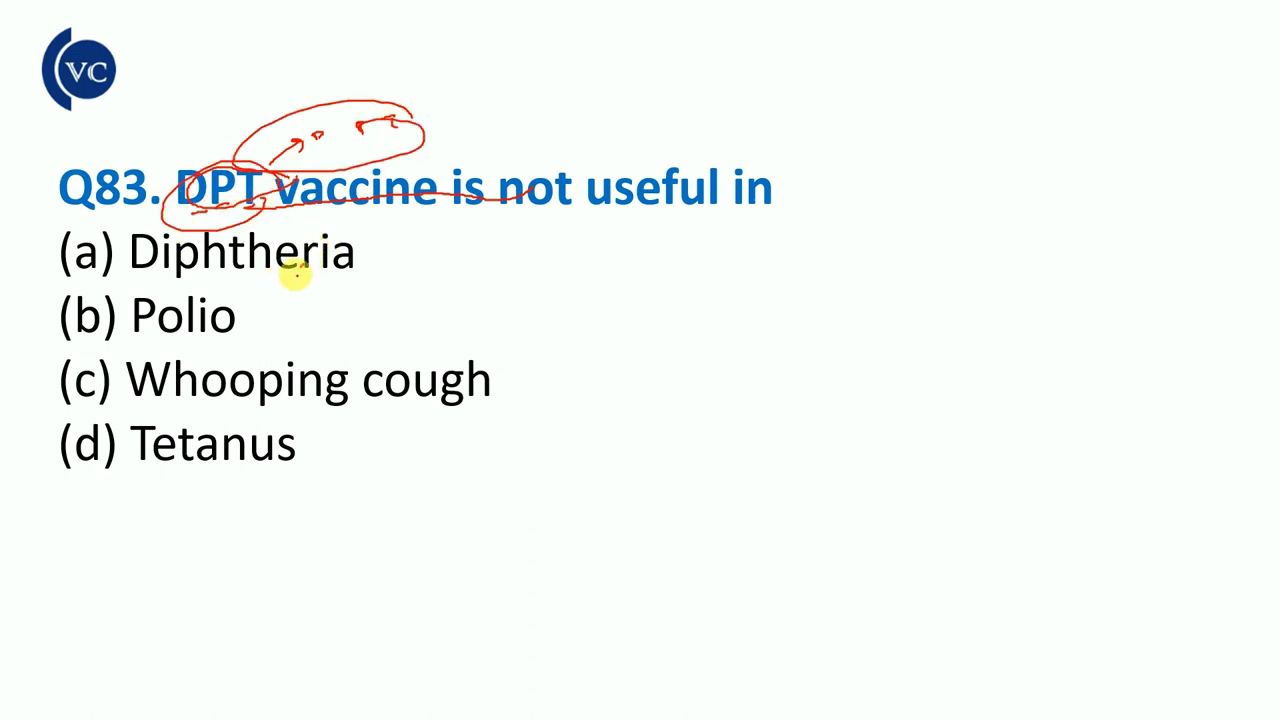 VC
Q83. DPT vaccine is not useful in
(a) Diphtheria
(b) Polio
(c) Whooping cough
(d) Tetanus